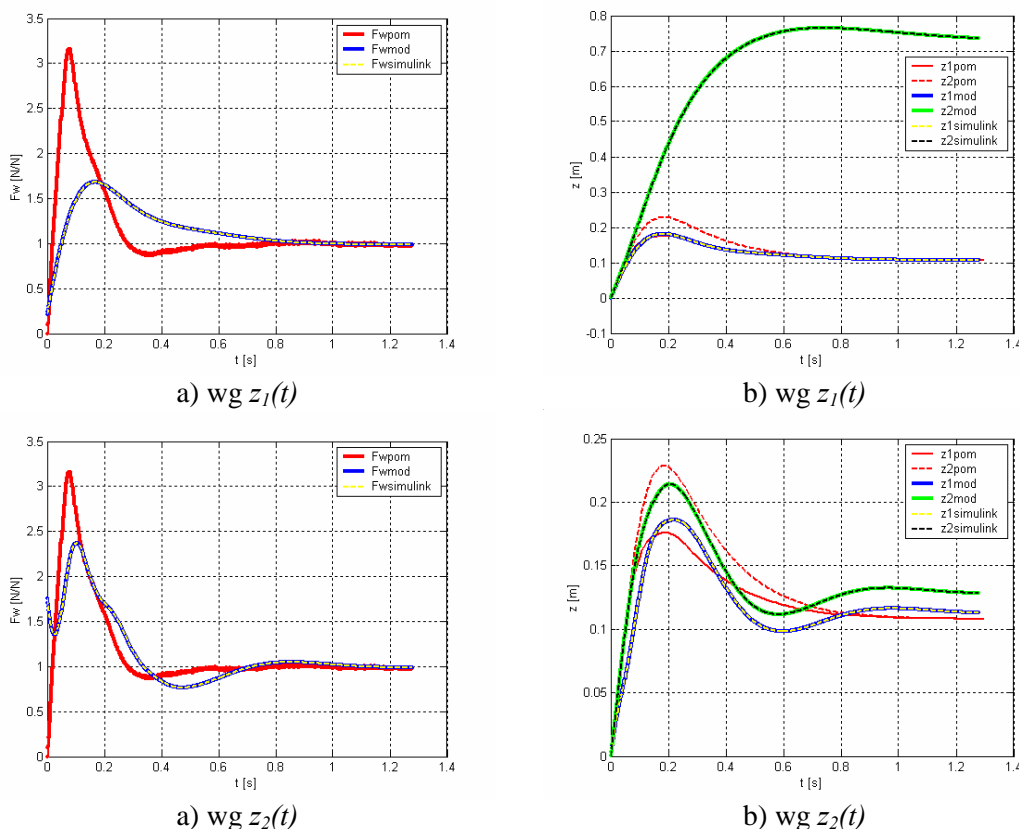 3.5
3
2.5
2
1.5
1
0.5
0
Fw [N/N]
0 0.2 0.4 0.6 0.8 1 1.2 1.4
t [s]
Fwpom
Fwmod
Fwsimulink
a) wg z1(t)
0.8
0.7
0.6
0.5
0.4
0.3
0.2
0.1
0
-0.1
z [m]
0 0.2 0.4 0.6 0.8 1 1.2 1.4
t [s]
z1pom
z2pom
z1mod
z2mod
z1simulink
z2simulink
b) wg z1(t)
3.5
3
2.5
2
1.5
1
0.5
0
Fw [N/N]
0 0.2 0.4 0.6 0.8 1 1.2 1.4
t [s]
Fwpom
Fwmod
Fwsimulink
a) wg z2(t)
0.25
0.2
0.15
0.1
0.05
0
z [m]
0 0.2 0.4 0.6 0.8 1 1.2 1.4
t [s]
z1pom
z2pom
z1mod
z2mod
z1simulink
z2simulink
b) wg z2(t)